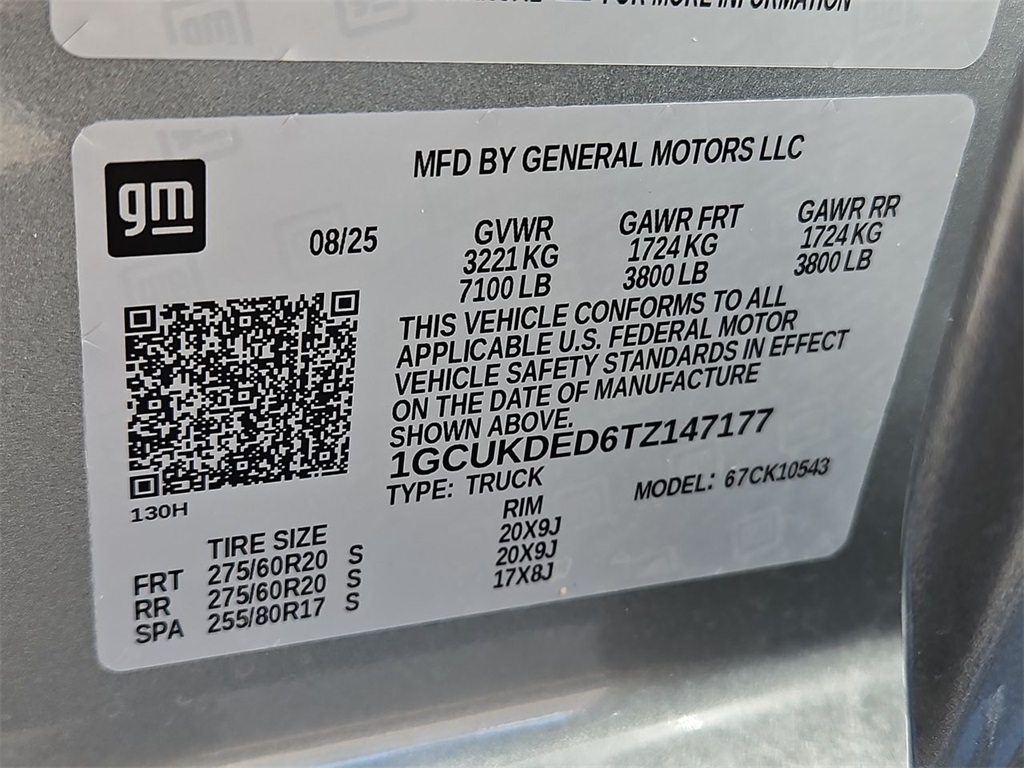 FOR MORE INFORMATION
gm
MFD BY GENERAL MOTORS LLC
08/25
GVWR GAWR FRT GAWR RR
3221 KG 1724 KG 1724 KG
7100 LB 3800 LB 3800 LB
THIS VEHICLE CONFORMS TO ALL
APPLICABLE U.S. FEDERAL MOTOR
VEHICLE SAFETY STANDARDS IN EFFECT
ON THE DATE OF MANUFACTURE
SHOWN ABOVE.
1GCUKDED6TZ147177
TYPE: TRUCK MODEL: 67CK10543
130H
TIRE SIZE RIM
FRT 275/60R20 S 20X9J
RR 275/60R20 S 20X9J
SPA 255/80R17 S 17X8J